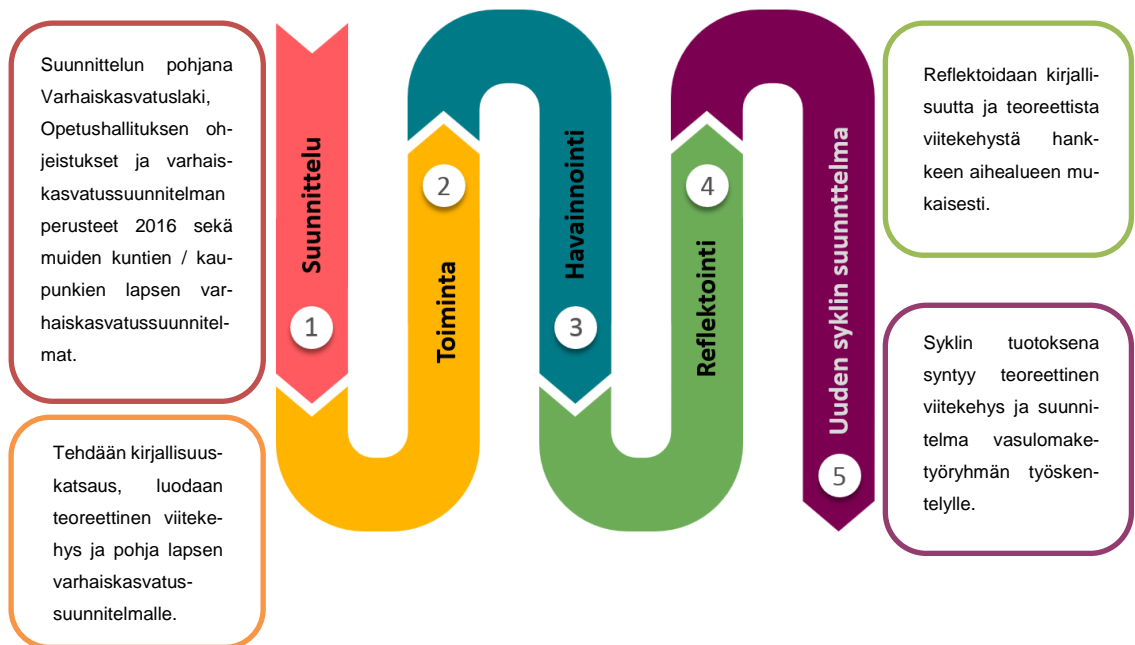 Suunnittelun pohjana
Varhaiskasvatuslaki,
Opetushallituksen oh-
jeistukset ja varhais-
kasvatussuunnitelman
perusteet 2016 sekä
muiden kuntien / kau-
punkien lapsen var-
haiskasvatussuunnitel-
mat.
Tehdään kirjallisuus-
katsaus, luodaan
teoreettinen viiteke-
hys ja pohja lapsen
varhaiskasvatus-
suunnitelmalle.
Suunnittelu
1
Toiminta
2
Havainnointi
3
Reflektointi
4
Uuden syklin suunnttelma
5
Reflektoidaan kirjalli-
suutta ja teoreettista
viitekehystä hank-
keen aihealueen mu-
kaisesti.
Syklin tuotoksena
syntyy teoreettinen
viitekehys ja suunni-
telma vasulomake-
työryhmän työsken-
telylle.